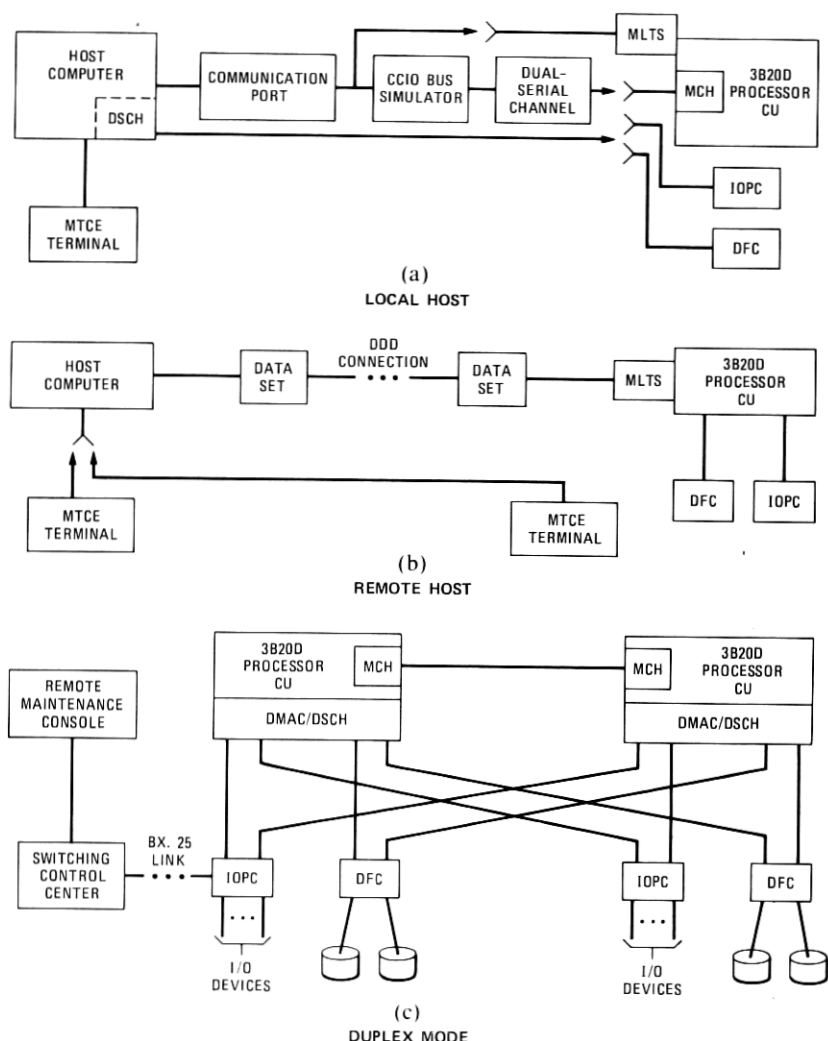 HOST
COMPUTER
DSCH
COMMUNICATION
PORT
CCIO BUS
SIMULATOR
DUAL-
SERIAL
CHANNEL
MLTS
MCH
3B20D
PROCESSOR
CU
IOPC
DFC
MTCE
TERMINAL
(a)
LOCAL HOST
HOST
COMPUTER
DATA
SET
DDD
CONNECTION
DATA
SET
MLTS
3B20D
PROCESSOR
CU
DFC
IOPC
MTCE
TERMINAL
MTCE
TERMINAL
(b)
REMOTE HOST
REMOTE
MAINTENANCE
CONSOLE
SWITCHING
CONTROL
CENTER
BX. 25
LINK
3B20D
PROCESSOR
CU
MCH
DMAC/DSCH
MCH
3B20D
PROCESSOR
CU
DMAC/DSCH
IOPC
DFC
IOPC
DFC
I/O
DEVICES
I/O
DEVICES
(c)
DUPLEX MODE